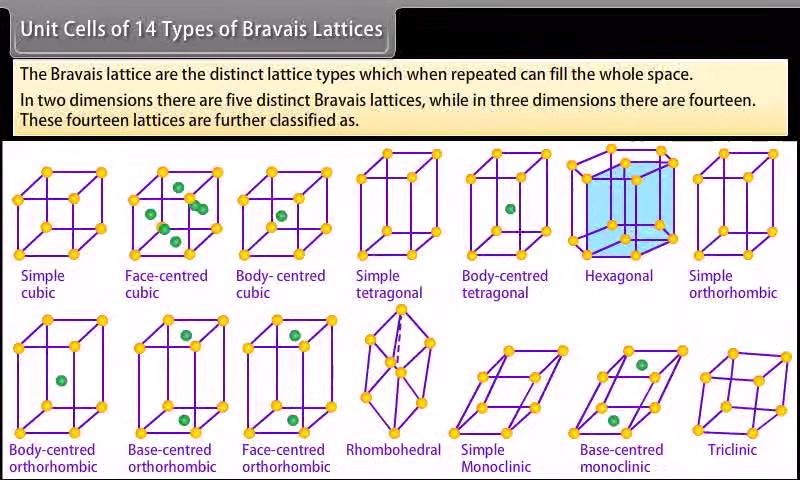 Unit Cells of 14 Types of Bravais Lattices
The Bravais lattice are the distinct lattice types which when repeated can fill the whole space.
In two dimensions there are five distinct Bravais lattices, while in three dimensions there are fourteen.
These fourteen lattices are further classified as.
Simple
cubic
Face-centred
cubic
Body- centred
cubic
Simple
tetragonal
Body-centred
tetragonal
Hexagonal
Simple
orthorhombic
Body-centred
orthorhombic
Base-centred
orthorhombic
Face-centred
orthorhombic
Rhombohedral
Simple
Monoclinic
Base-centred
monoclinic
Triclinic